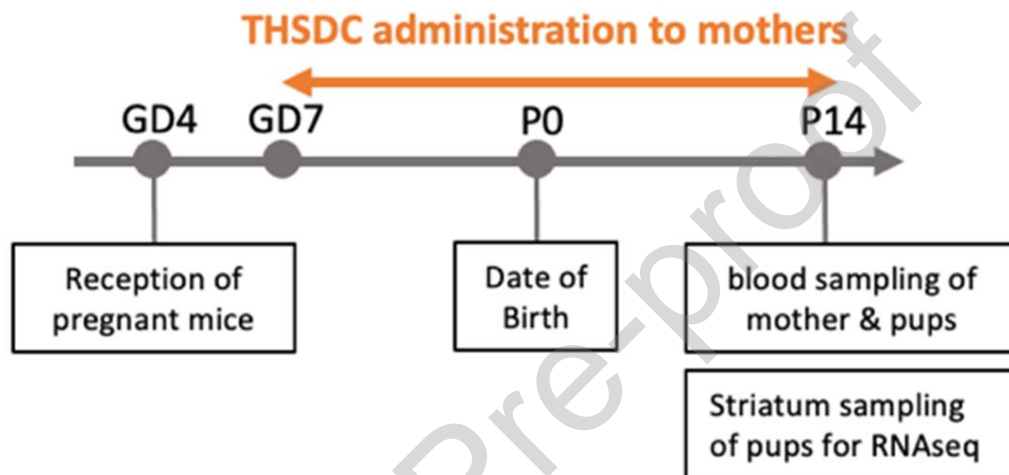 THSDC administration to mothers
GD4 GD7 P0 P14
Reception of
pregnant mice
Date of
Birth
blood sampling of
mother & pups
Striatum sampling
of pups for RNAseq
Pre-proof